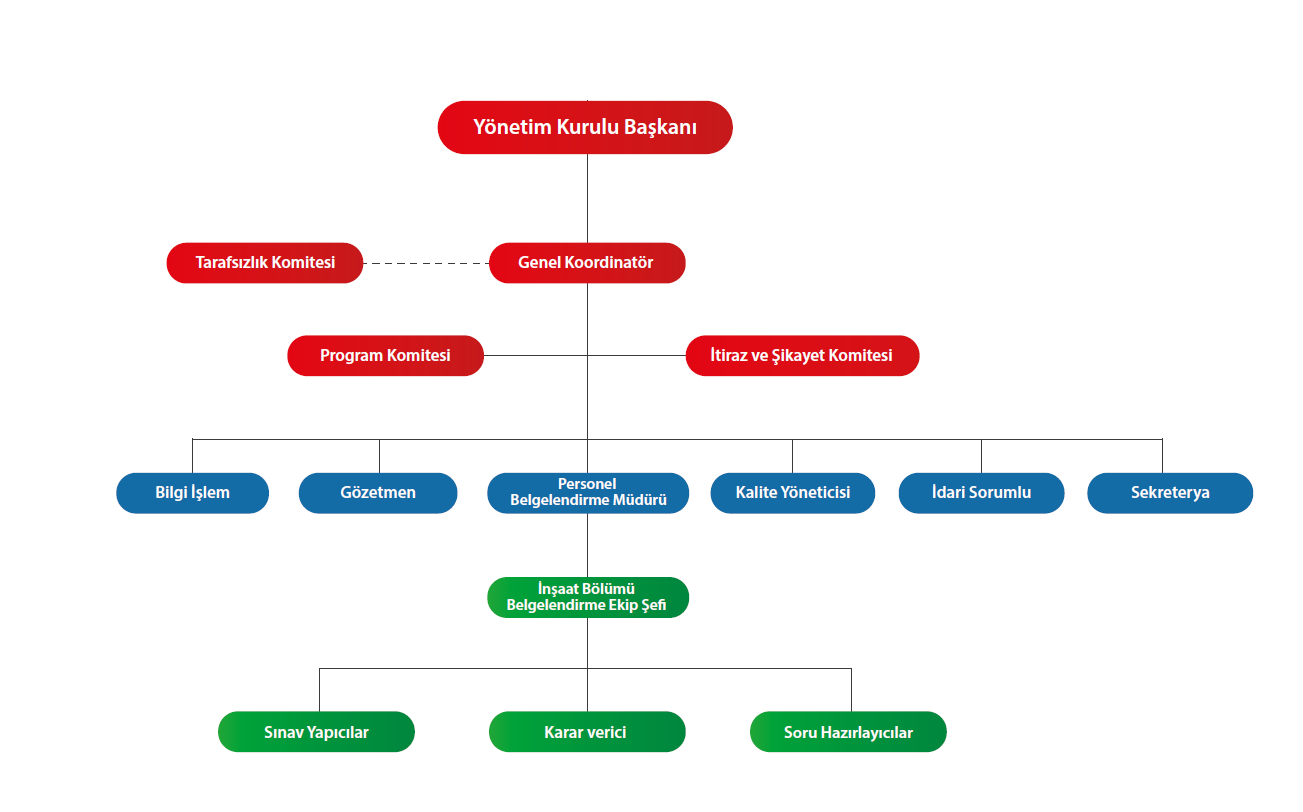 Yönetim Kurulu Başkanı
Tarafsızlık Komitesi
Genel Koordinatör
Program Komitesi
İtiraz ve Şikayet Komitesi
Bilgi İşlem
Gözetmen
Personel
Belgelendirme Müdürü
Kalite Yöneticisi
İdari Sorumlu
Sekreterya
İnşaat Bölümü
Belgelendirme Ekip Şefi
Sınav Yapıcılar
Karar verici
Soru Hazırlayıcılar